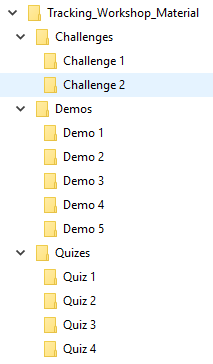 Tracking_Workshop_Material
Challenges
Challenge 1
Challenge 2
Demos
Demo 1
Demo 2
Demo 3
Demo 4
Demo 5
Quizes
Quiz 1
Quiz 2
Quiz 3
Quiz 4